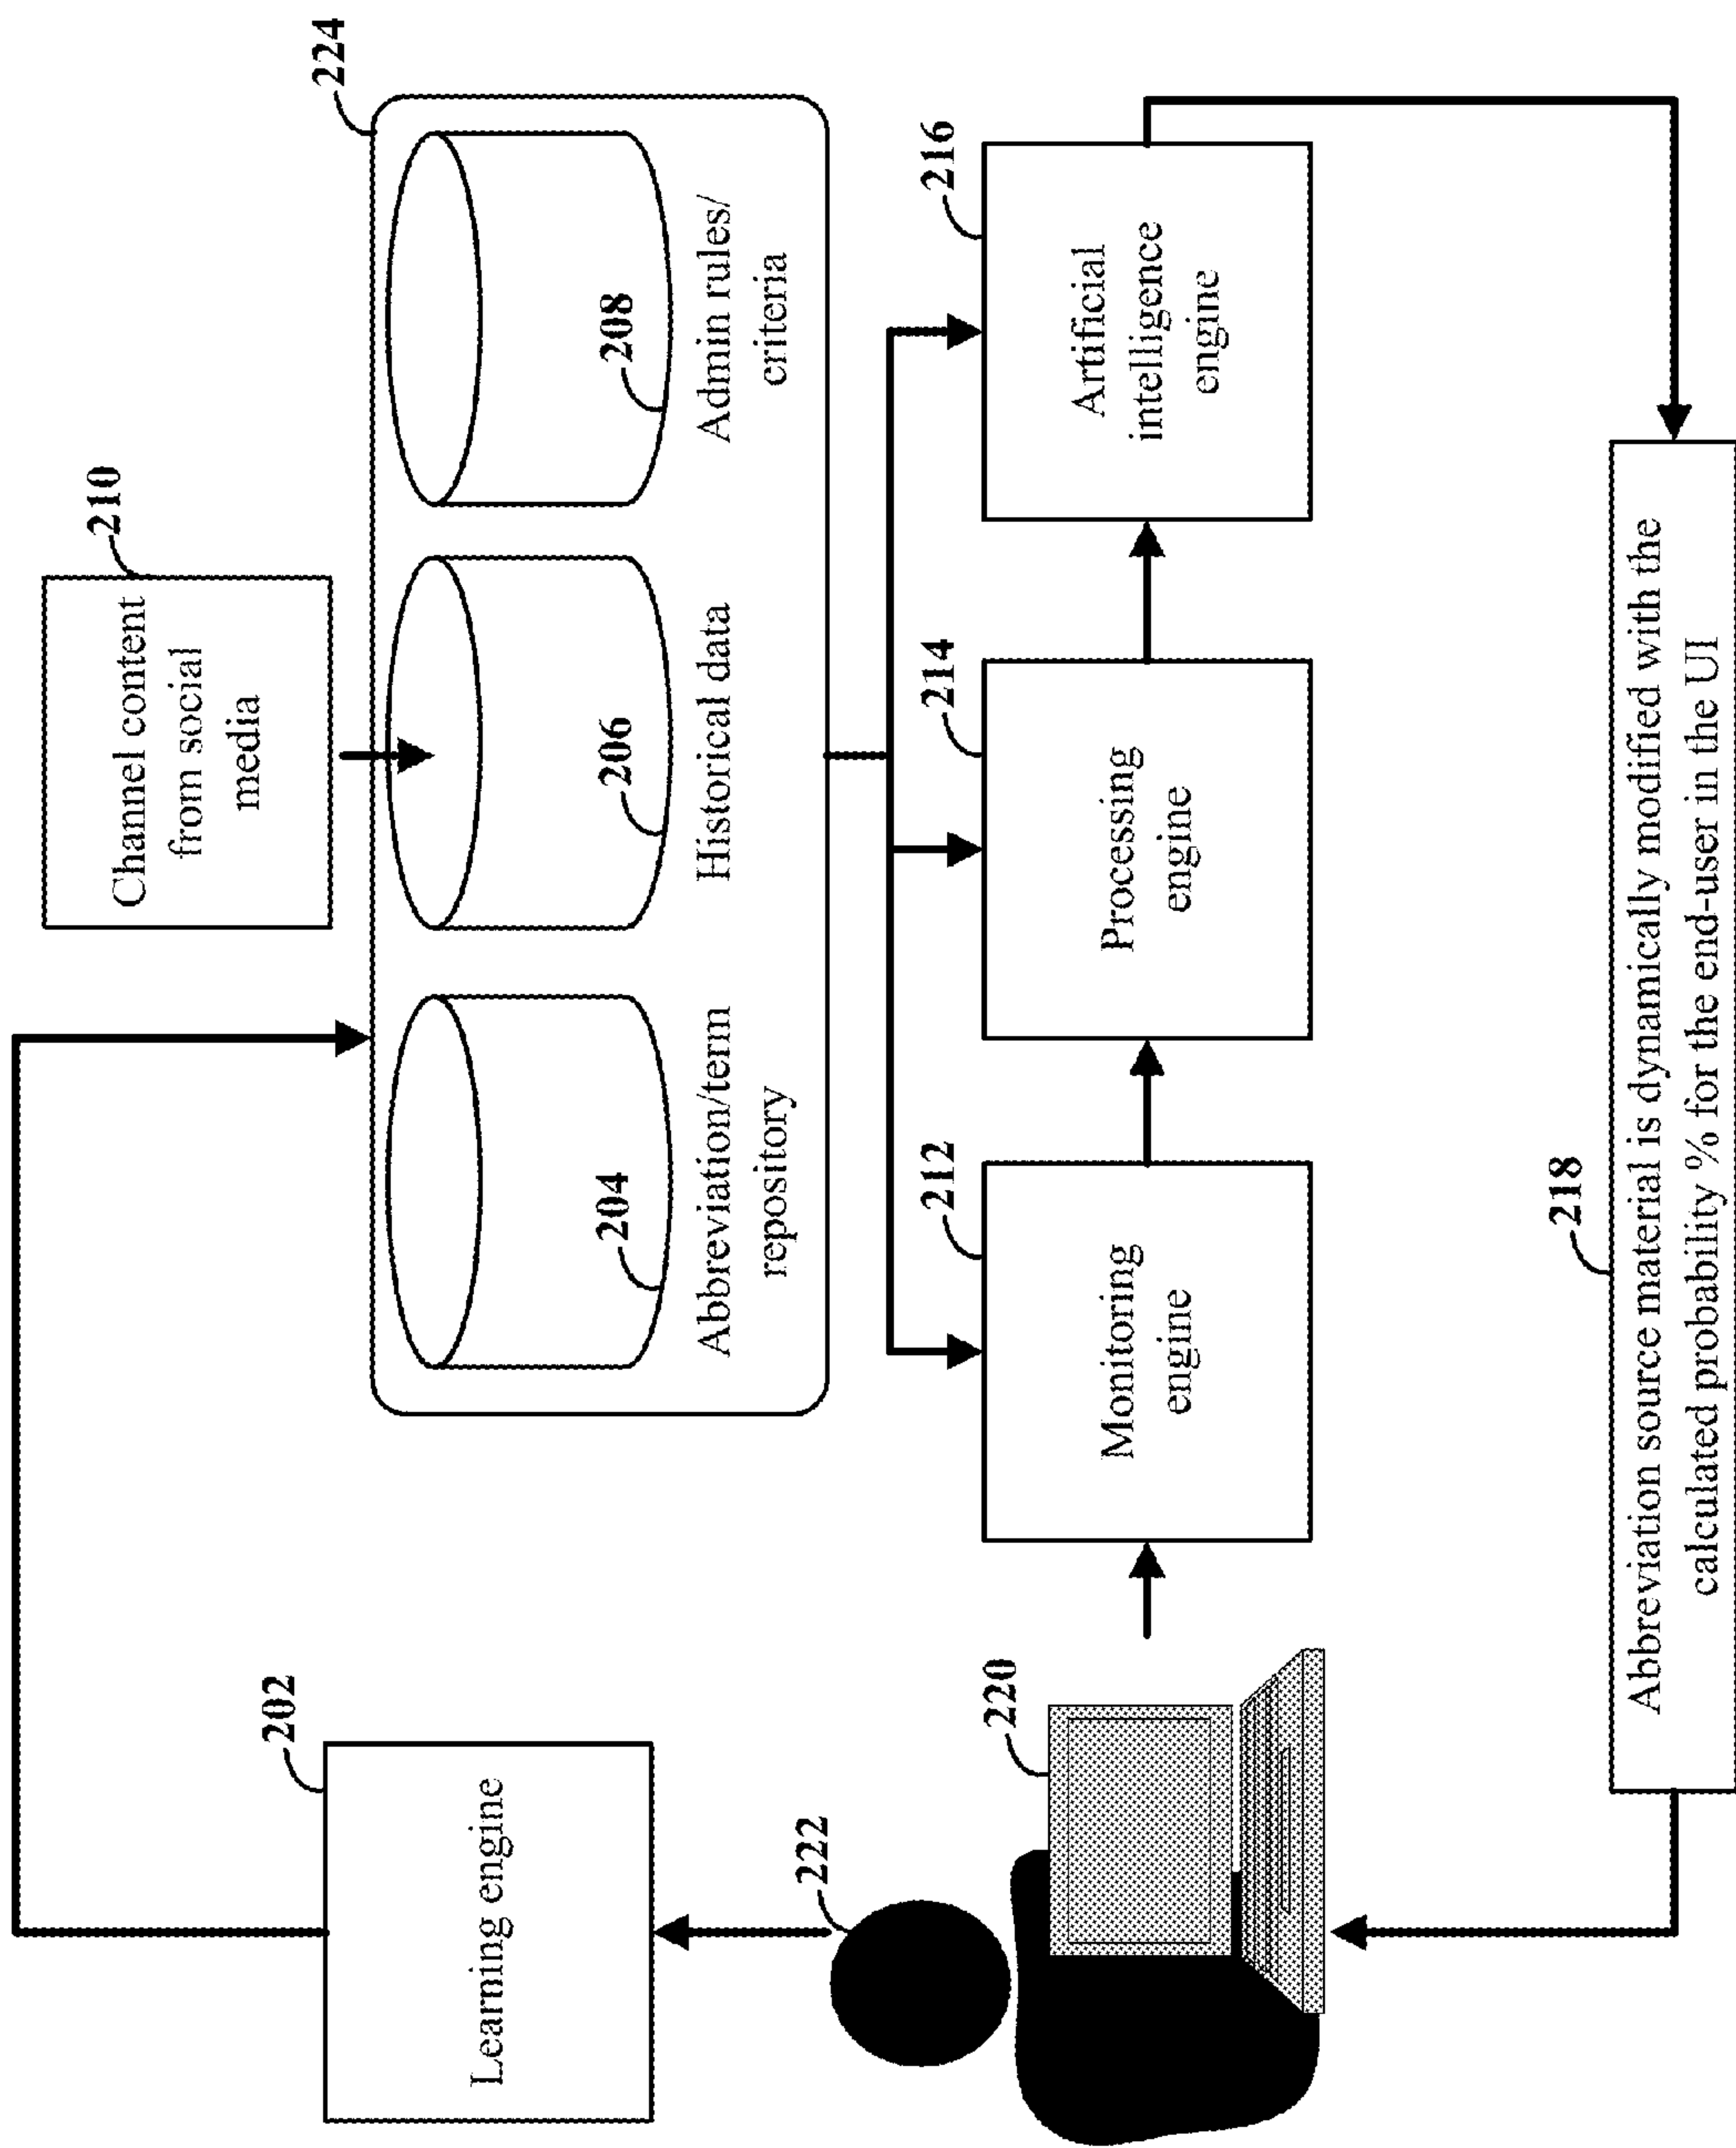 210
Channel content
from social
media
224
202
Learning engine
204
Abbreviation/term
repository
206
Historical data
208
Admin rules/
criteria
222
220
212
Monitoring
engine
214
Processing
engine
216
Artificial
intelligence
engine
218
Abbreviation source material is dynamically modified with the
calculated probability % for the end-user in the UI